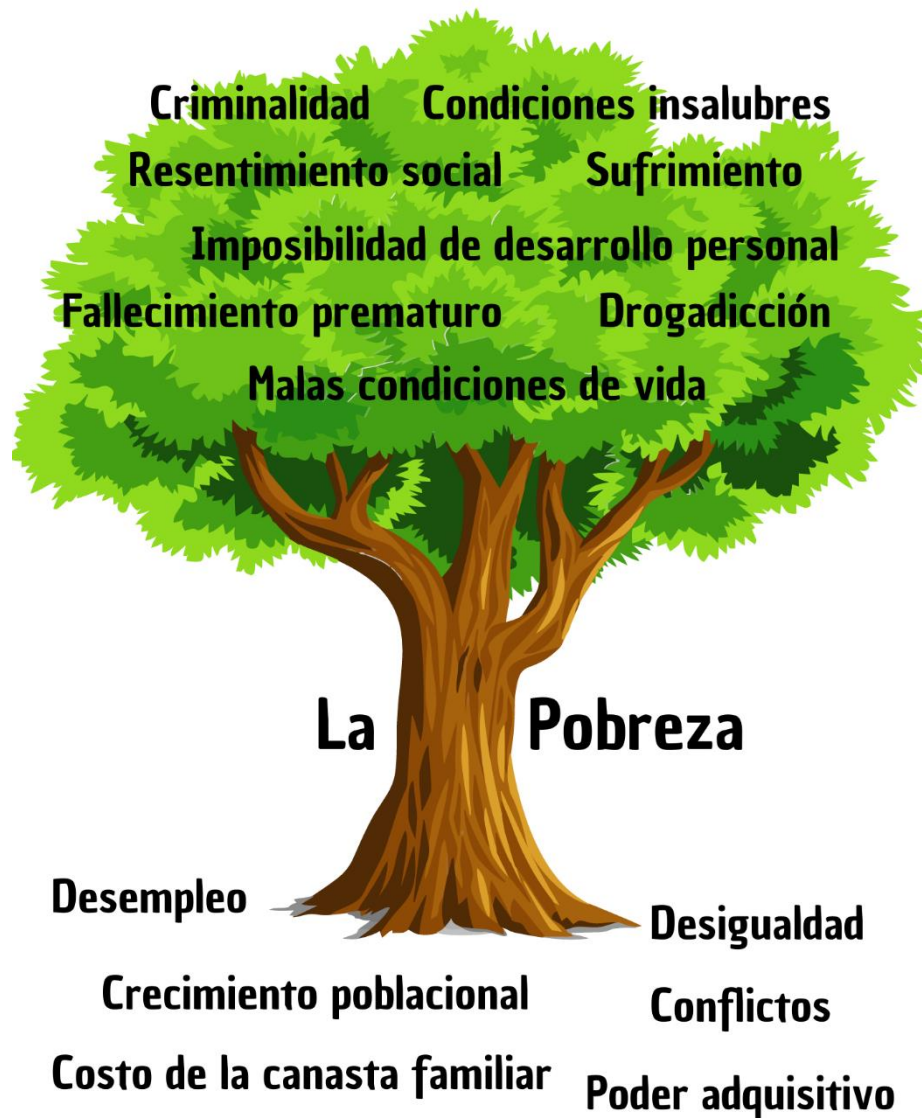 Criminalidad Condiciones insalubres
Resentimiento social Sufrimiento
Imposibilidad de desarrollo personal
Fallecimiento prematuro Drogadicción
Malas condiciones de vida
La Pobreza
Desempleo
Desigualdad
Crecimiento poblacional
Conflictos
Costo de la canasta familiar
Poder adquisitivo